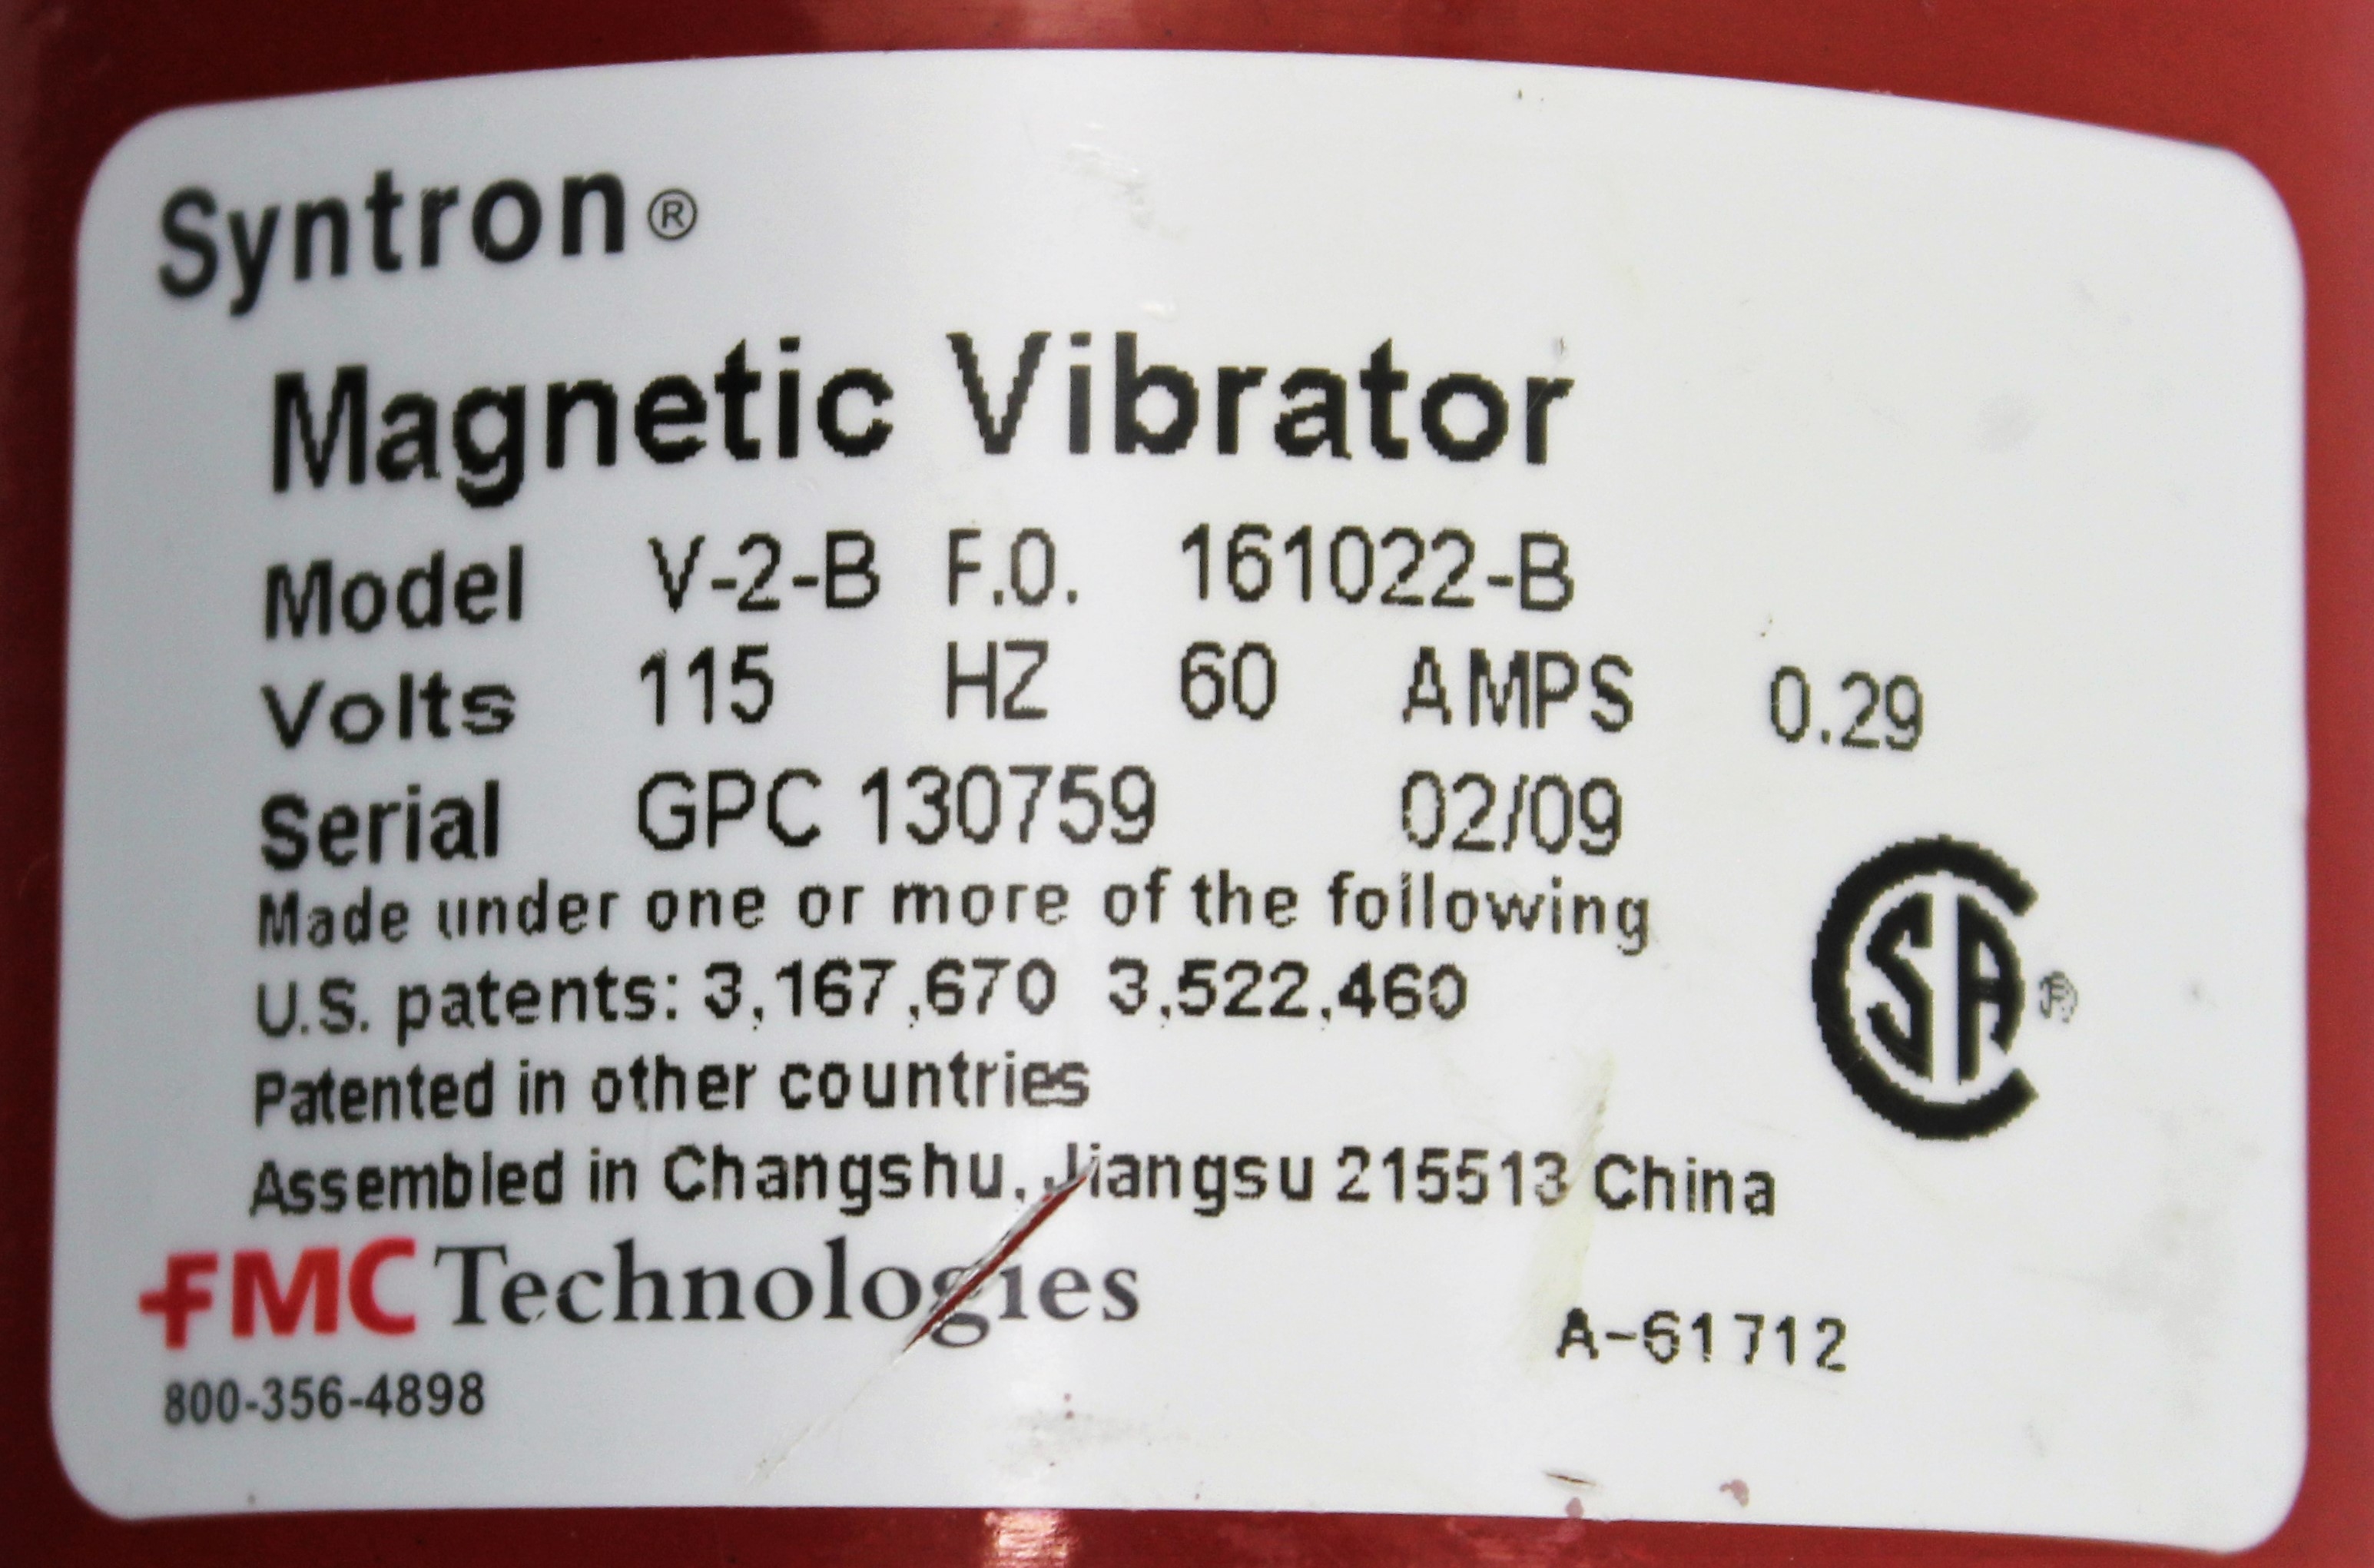 Syntron®
Magnetic Vibrator
Model V-2-B F.O. 161022-B
Volts 115 HZ 60 AMPS 0.29
Serial GPC 130759 02/09
Made under one or more of the following
U.S. patents: 3,167,670 3,522,460
Patented in other countries
Assembled in Changshu, Jiangsu 215513 China
CSA®
FMC Technologies
A-61712
800-356-4898